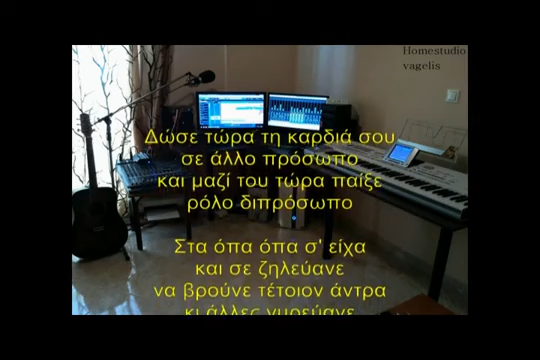 Homestudio
vagelis
Δώσε τώρα τη καρδιά σου
σε άλλο πρόσωπο
και μαζί του τώρα παίξε
ρόλο διπρόσωπο
Στα όπα όπα σ' είχα
και σε ζηλεύανε
να βρούνε τέτοιον άντρα
κι άλλες γυρεύανε